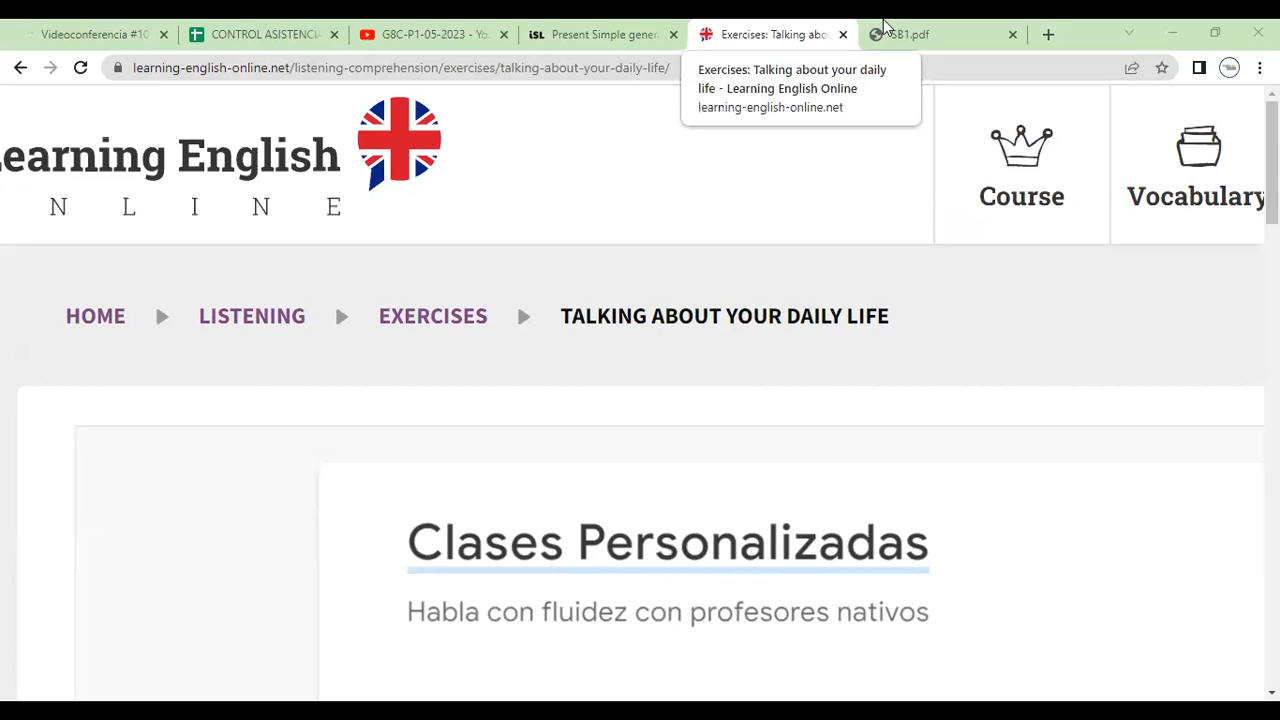 Videoconferencia #10
CONTROL ASISTENCIA
G8C-P1-05-2023 - Yo
Present Simple gener
Exercises: Talking abou
SB1.pdf
learning-english-online.net/listening-comprehension/exercises/talking-about-your-daily-life/
Exercises: Talking about your daily
life - Learning English Online
learning-english-online.net
Learning English
N L I N E
Course
Vocabulary
HOME
LISTENING
EXERCISES
TALKING ABOUT YOUR DAILY LIFE
Clases Personalizadas
Habla con fluidez con profesores nativos